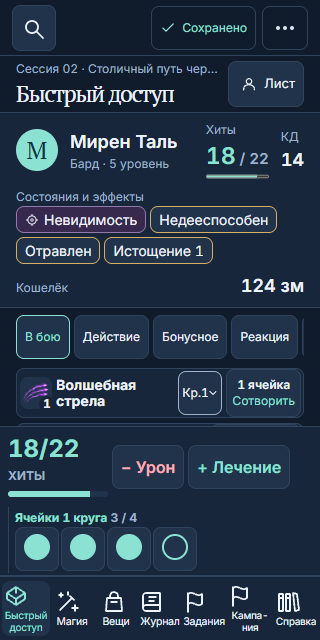 Сохранено
Сессия 02 · Столичный путь чер...
Быстрый доступ
Лист
М
Мирен Таль
Бард · 5 уровень
Хиты
18 / 22
КД
14
Состояния и эффекты
Невидимость
Недееспособен
Отравлен
Истощение 1
Кошелёк
124 зм
В бою
Действие
Бонусное
Реакция
1
Волшебная
стрела
Кр.1
1 ячейка
Сотворить
18/22
ХИТЫ
− Урон
+ Лечение
Ячейки 1 круга 3 / 4
Быстрый
доступ
Магия
Вещи
Журнал
Задания
Кампа-
ния
Справка